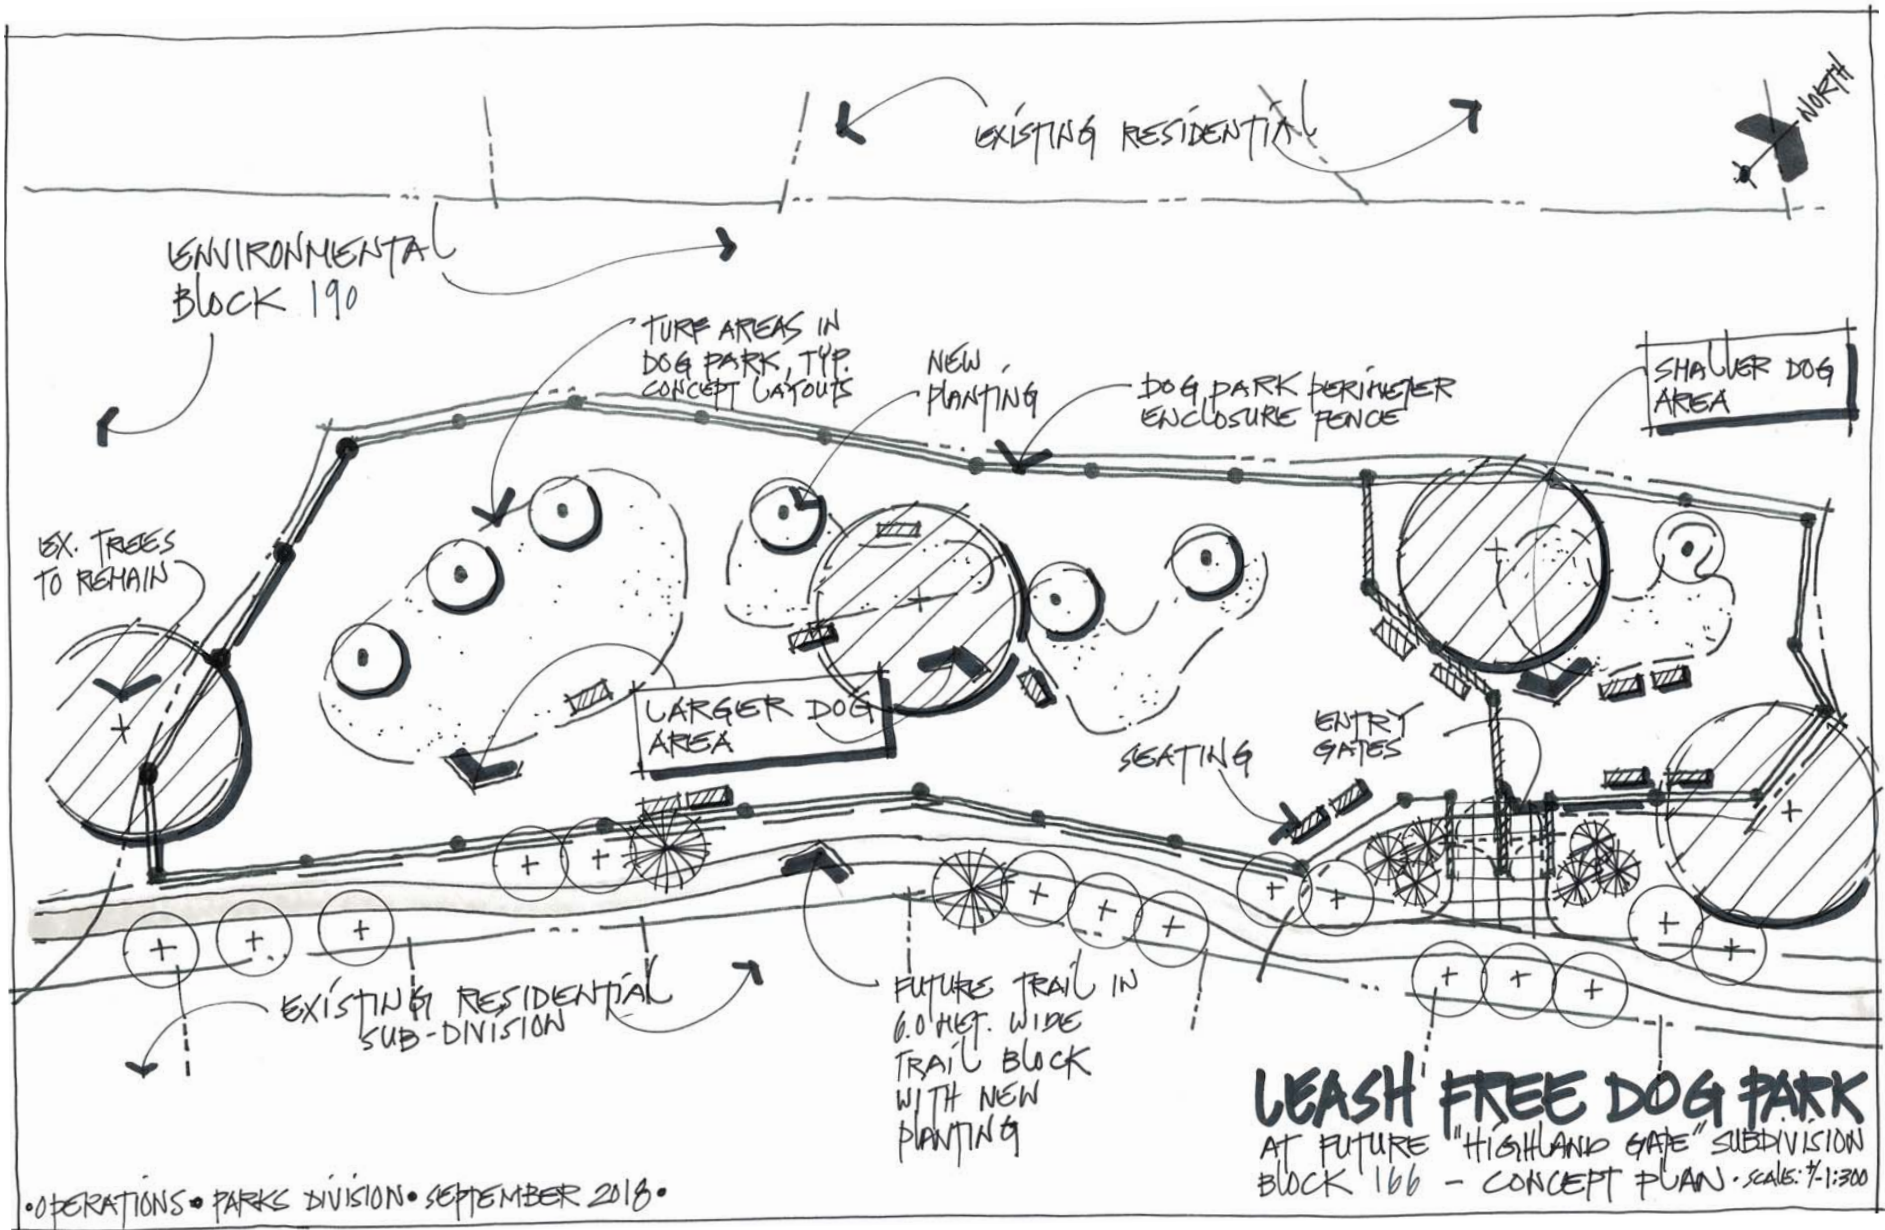 EXISTING RESIDENTIAL
NORTH
ENVIRONMENTAL
BLOCK 190
TURF AREAS IN
DOG PARK, TYP.
CONCEPT LAYOUTS
NEW
PLANTING
DOG PARK PERIMETER
ENCLOSURE FENCE
SMALLER DOG
AREA
EX. TREES
TO REMAIN
LARGER DOG
AREA
SEATING
ENTRY
GATES
EXISTING RESIDENTIAL
SUB-DIVISION
FUTURE TRAIL IN
6.0 MET. WIDE
TRAIL BLOCK
WITH NEW
PLANTING
LEASH FREE DOG PARK
AT FUTURE "HIGHLAND GATE" SUBDIVISION
BLOCK 166 - CONCEPT PLAN · SCALE: +/-1:300
·OPERATIONS·PARKS DIVISION·SEPTEMBER 2018·